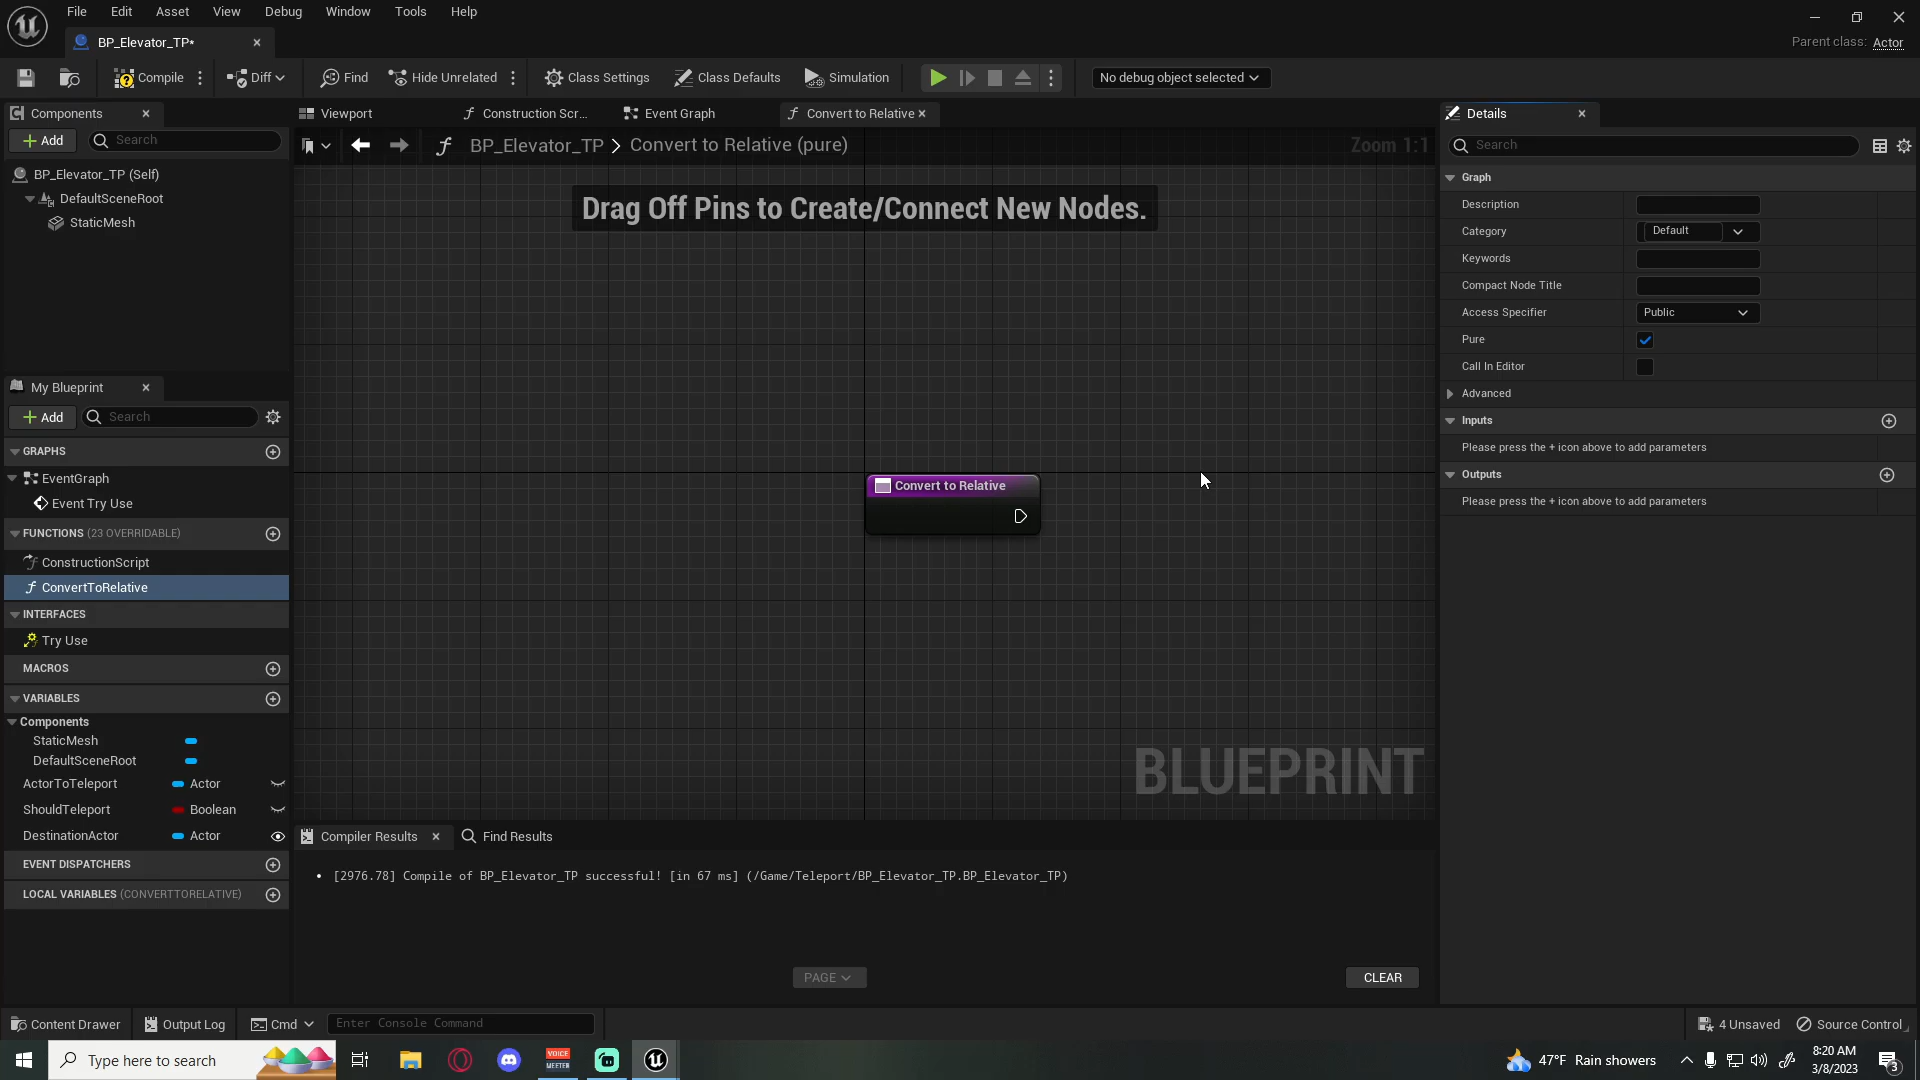 File Edit Asset View Debug Window Tools Help
BP_Elevator_TP*
Parent class: Actor
Compile Diff Find Hide Unrelated Class Settings Class Defaults Simulation No debug object selected
Components
Add Search
BP_Elevator_TP (Self)
DefaultSceneRoot
StaticMesh
My Blueprint
Add Search
GRAPHS
EventGraph
Event Try Use
FUNCTIONS (23 OVERRIDABLE)
ConstructionScript
ConvertToRelative
INTERFACES
Try Use
MACROS
VARIABLES
Components
StaticMesh
DefaultSceneRoot
ActorToTeleport Actor
ShouldTeleport Boolean
DestinationActor Actor
EVENT DISPATCHERS
LOCAL VARIABLES (CONVERTTORELATIVE)
Viewport Construction Scr... Event Graph Convert to Relative
BP_Elevator_TP > Convert to Relative (pure) Zoom 1:1
Drag Off Pins to Create/Connect New Nodes.
Convert to Relative
BLUEPRINT
Compiler Results Find Results
[2976.78] Compile of BP_Elevator_TP successful! [in 67 ms] (/Game/Teleport/BP_Elevator_TP.BP_Elevator_TP)
PAGE CLEAR
Details
Search
Graph
Description
Category Default
Keywords
Compact Node Title
Access Specifier Public
Pure
Call In Editor
Advanced
Inputs
Please press the + icon above to add parameters
Outputs
Please press the + icon above to add parameters
Content Drawer Output Log Cmd Enter Console Command 4 Unsaved Source Control
Type here to search VOICE MEETER 47°F Rain showers
8:20 AM
3/8/2023
3